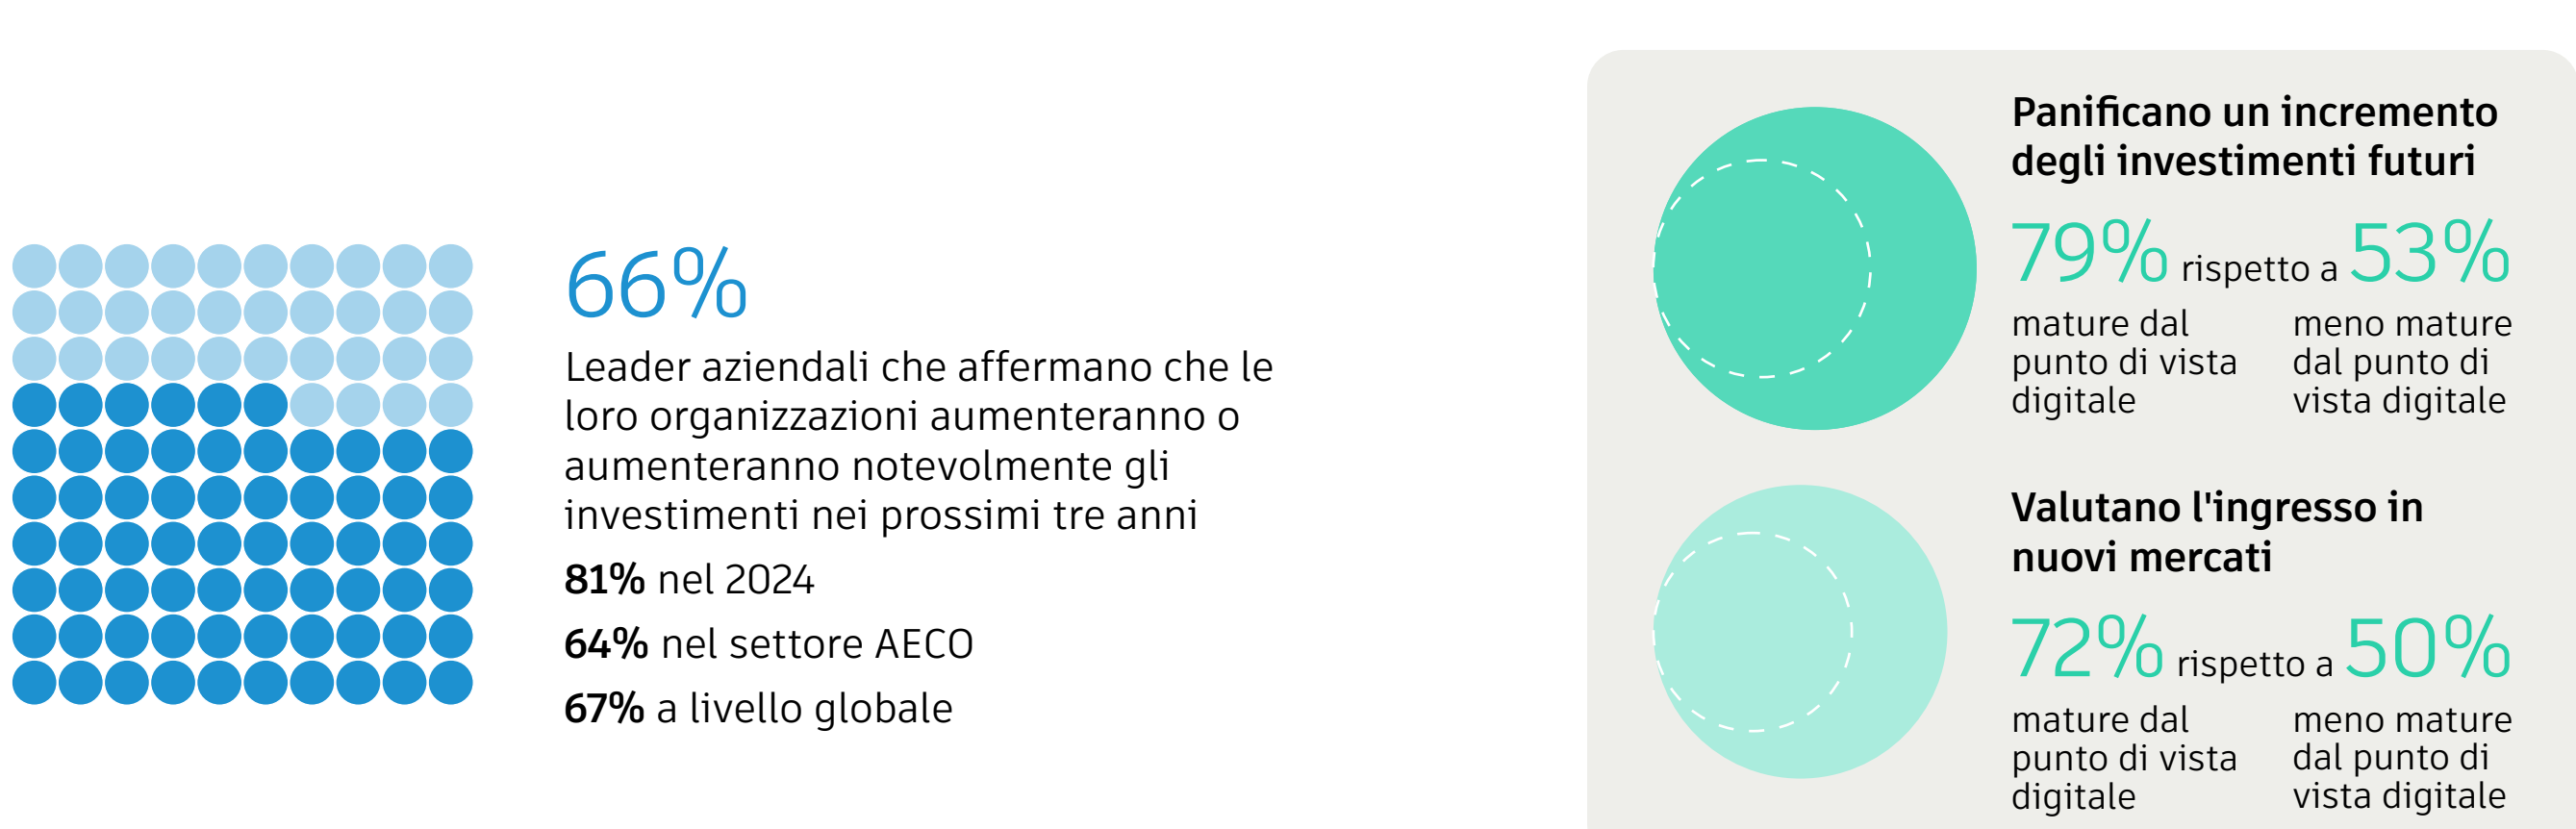 66%
Leader aziendali che affermano che le
loro organizzazioni aumenteranno o
aumenteranno notevolmente gli
investimenti nei prossimi tre anni
81% nel 2024
64% nel settore AECO
67% a livello globale
Panificano un incremento
degli investimenti futuri
79% rispetto a 53%
mature dal
punto di vista
digitale
meno mature
dal punto di
vista digitale
Valutano l'ingresso in
nuovi mercati
72% rispetto a 50%
mature dal
punto di vista
digitale
meno mature
dal punto di
vista digitale